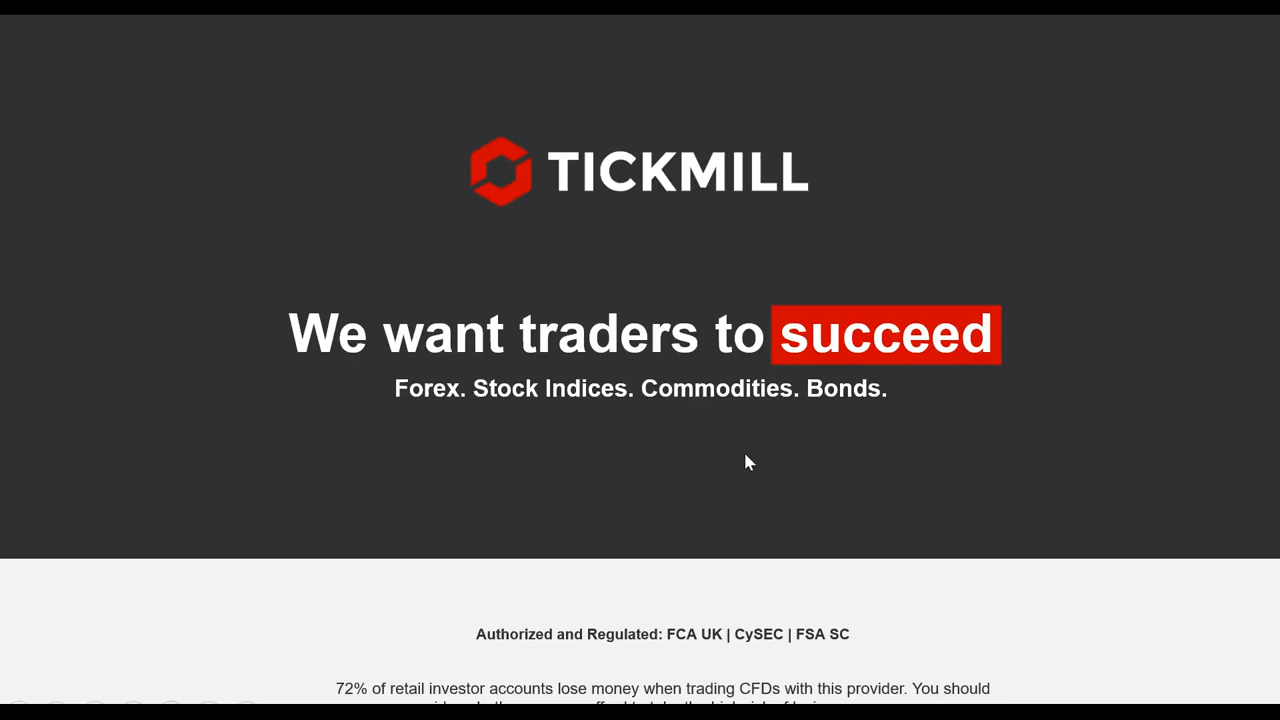 TICKMILL
We want traders to succeed
Forex. Stock Indices. Commodities. Bonds.
Authorized and Regulated: FCA UK | CySEC | FSA SC
72% of retail investor accounts lose money when trading CFDs with this provider. You should